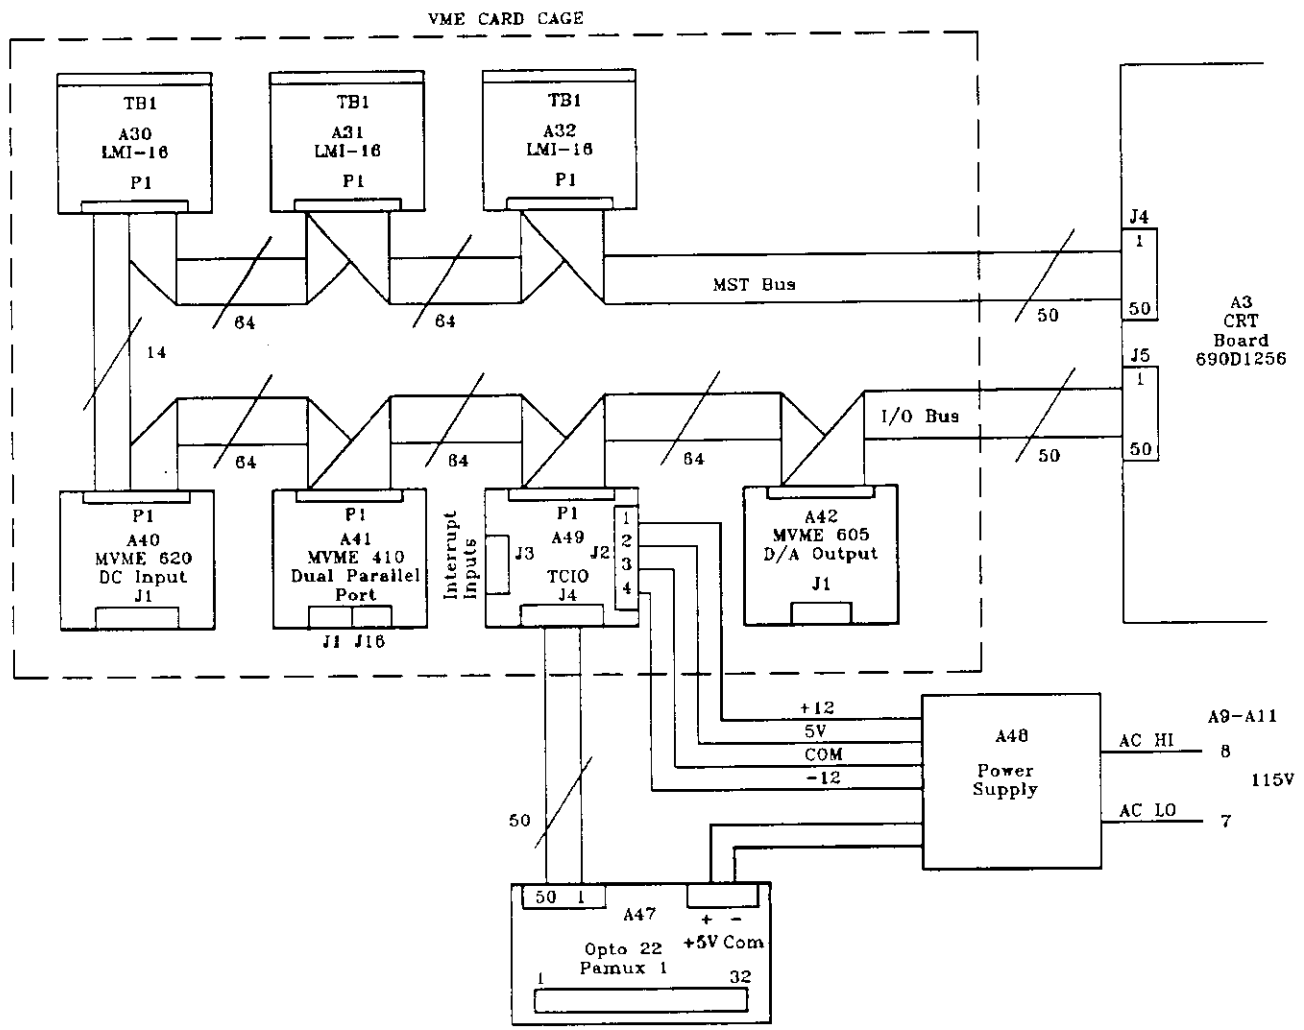 VME CARD CAGE
TB1
A30
LMI-16
P1
TB1
A31
LMI-16
P1
TB1
A32
LMI-16
P1
64
64
MST Bus
50
J4
1
50
A3
CRT
Board
690D1256
14
J5
1
50
64
64
64
I/O Bus
50
P1
A40
MVME 620
DC Input
J1
P1
A41
MVME 410
Dual Parallel
Port
J1 J16
Interrupt
Inputs
P1
A49
J3
J2
1
2
3
4
TCIO
J4
A42
MVME 605
D/A Output
J1
+12
5V
COM
-12
A48
Power
Supply
A9-A11
AC HI
8
115V
AC LO
7
50
50 1
A47
+ -
+5V Com
Opto 22
Pamux 1
1
32